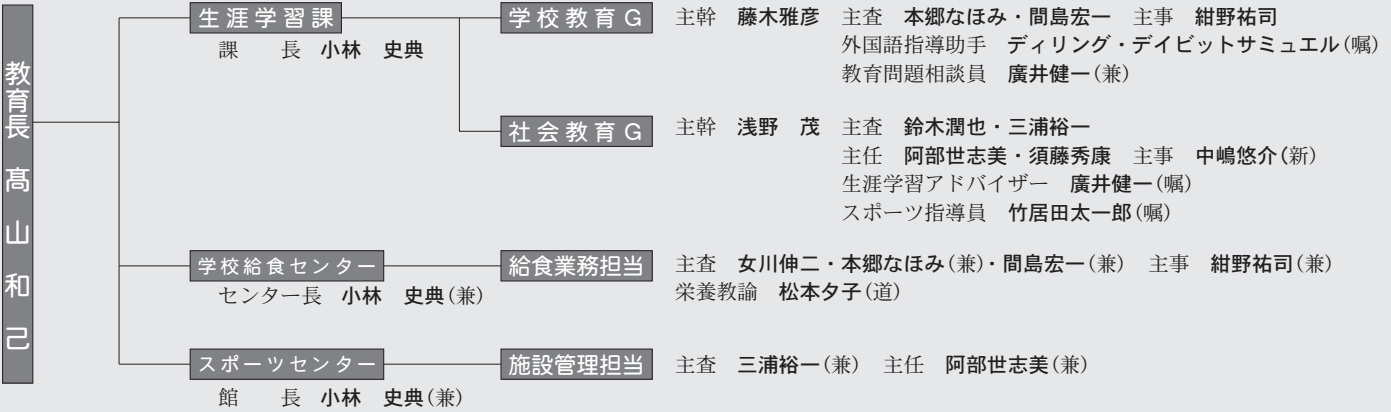 教育長 髙山和己
生涯学習課
課　　長 小林　史典
学校教育G
主幹 藤木雅彦 主査 本郷なほみ・間島宏一 主事 紺野祐司
外国語指導助手 ディリング・デイビットサミュエル(嘱)
教育問題相談員 廣井健一(兼)
社会教育G
主幹 浅野　茂 主査 鈴木潤也・三浦裕一
主任 阿部世志美・須藤秀康 主事 中嶋悠介(新)
生涯学習アドバイザー 廣井健一(嘱)
スポーツ指導員 竹居田太一郎(嘱)
学校給食センター
センター長 小林　史典(兼)
給食業務担当
主査 女川伸二・本郷なほみ(兼)・間島宏一(兼) 主事 紺野祐司(兼)
栄養教諭 松本夕子(道)
スポーツセンター
館　　長 小林　史典(兼)
施設管理担当
主査 三浦裕一(兼) 主任 阿部世志美(兼)